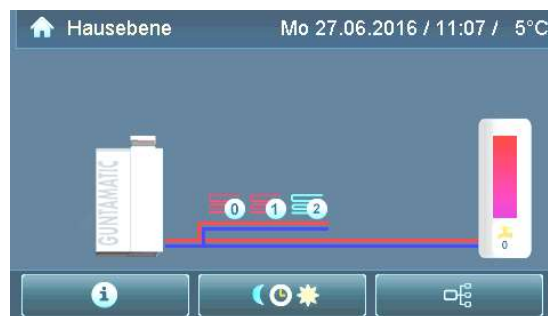 Hausebene
Mo 27.06.2016 / 11:07 / 5°C
GUNTAMATIC
0 1 2
0
i